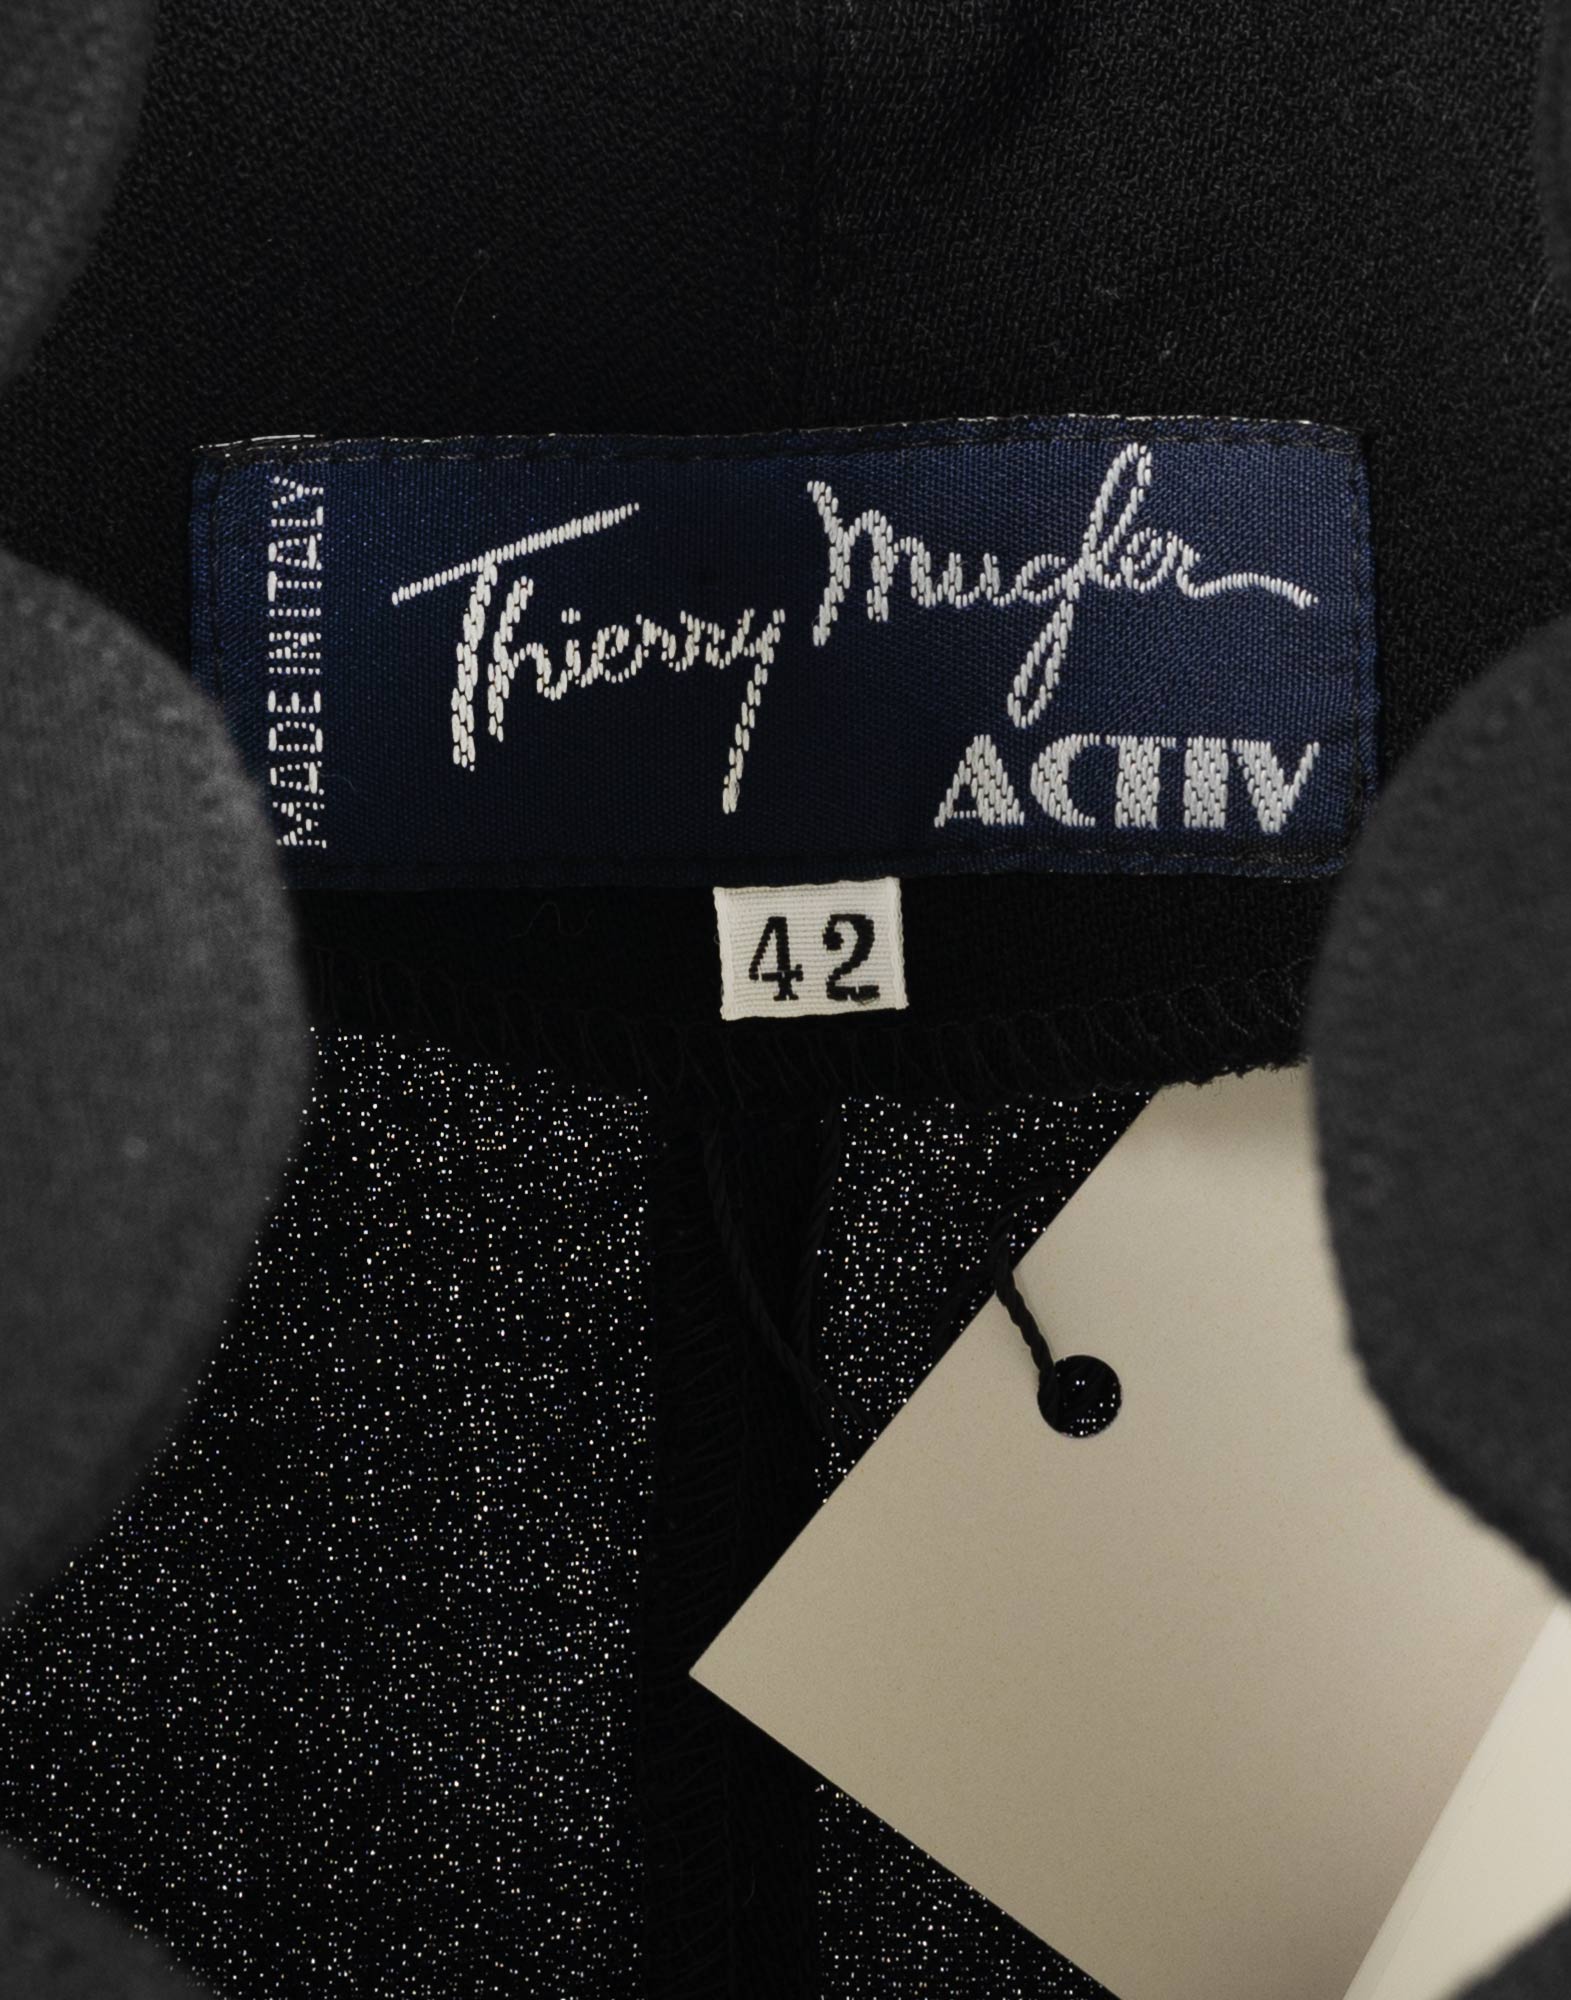 MADE IN ITALY
Thierry Mugler
ACTIV
42